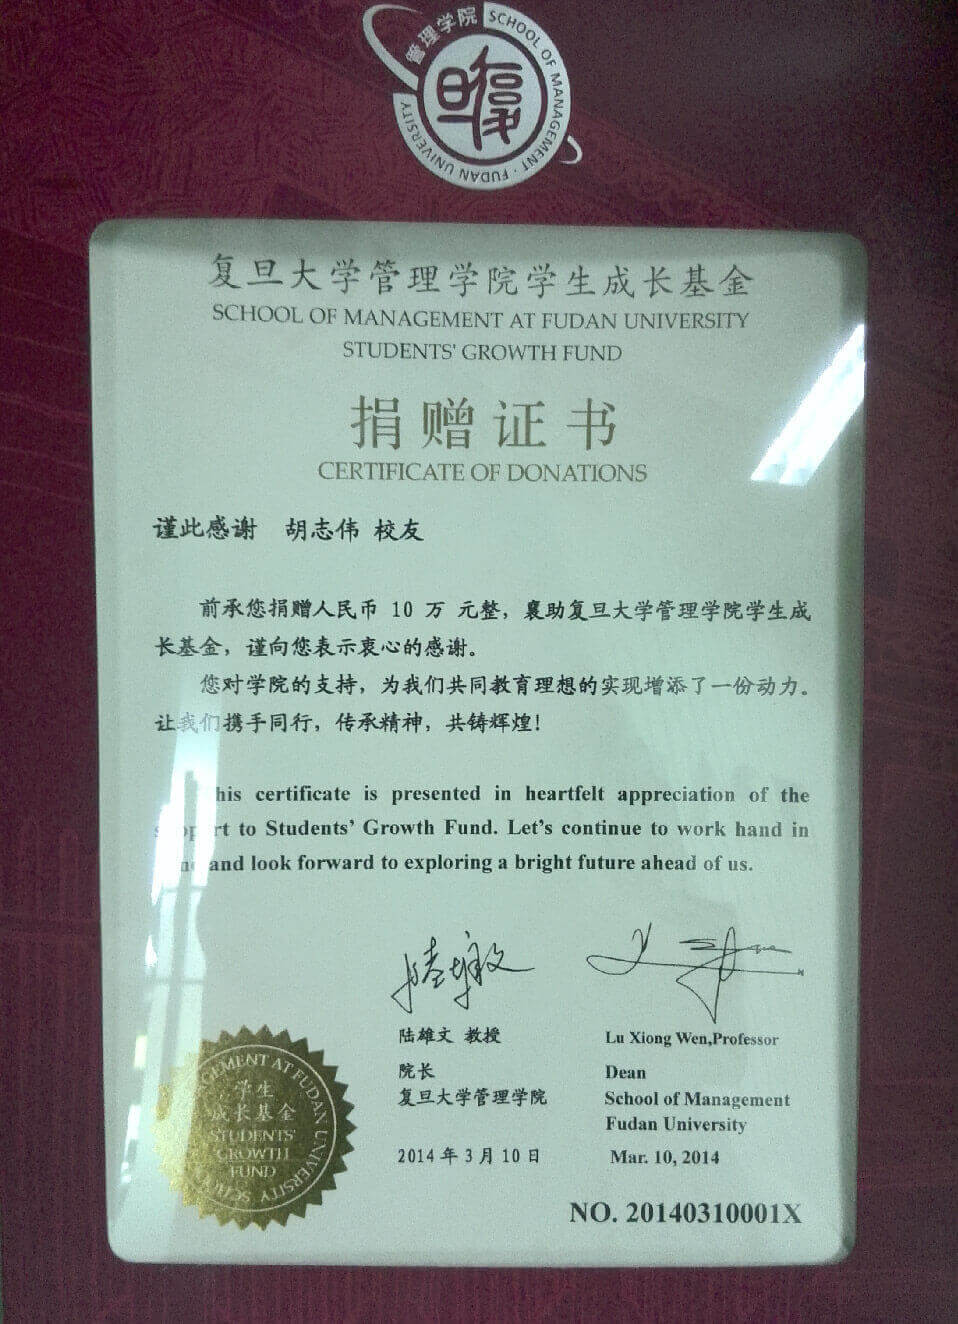 管理学院 SCHOOL OF MANAGEMENT · FUDAN UNIVERSITY
复旦
复旦大学管理学院学生成长基金
SCHOOL OF MANAGEMENT AT FUDAN UNIVERSITY
STUDENTS' GROWTH FUND
捐赠证书
CERTIFICATE OF DONATIONS
谨此感谢 胡志伟 校友
前承您捐赠人民币 10 万 元整，襄助复旦大学管理学院学生成
长基金，谨向您表示衷心的感谢。
您对学院的支持，为我们共同教育理想的实现增添了一份动力。
让我们携手同行，传承精神，共铸辉煌！
his certificate is presented in heartfelt appreciation of the
support to Students' Growth Fund. Let's continue to work hand in
and look forward to exploring a bright future ahead of us.
陆雄文
陆雄文 教授
Lu Xiong Wen,Professor
院长
Dean
复旦大学管理学院
School of Management
Fudan University
2014年3月10日
Mar. 10, 2014
NO. 20140310001X
GEMENT AT FUDAN UNIVERSITY SCHOO
学生
成长基金
STUDENTS'
GROWTH
FUND